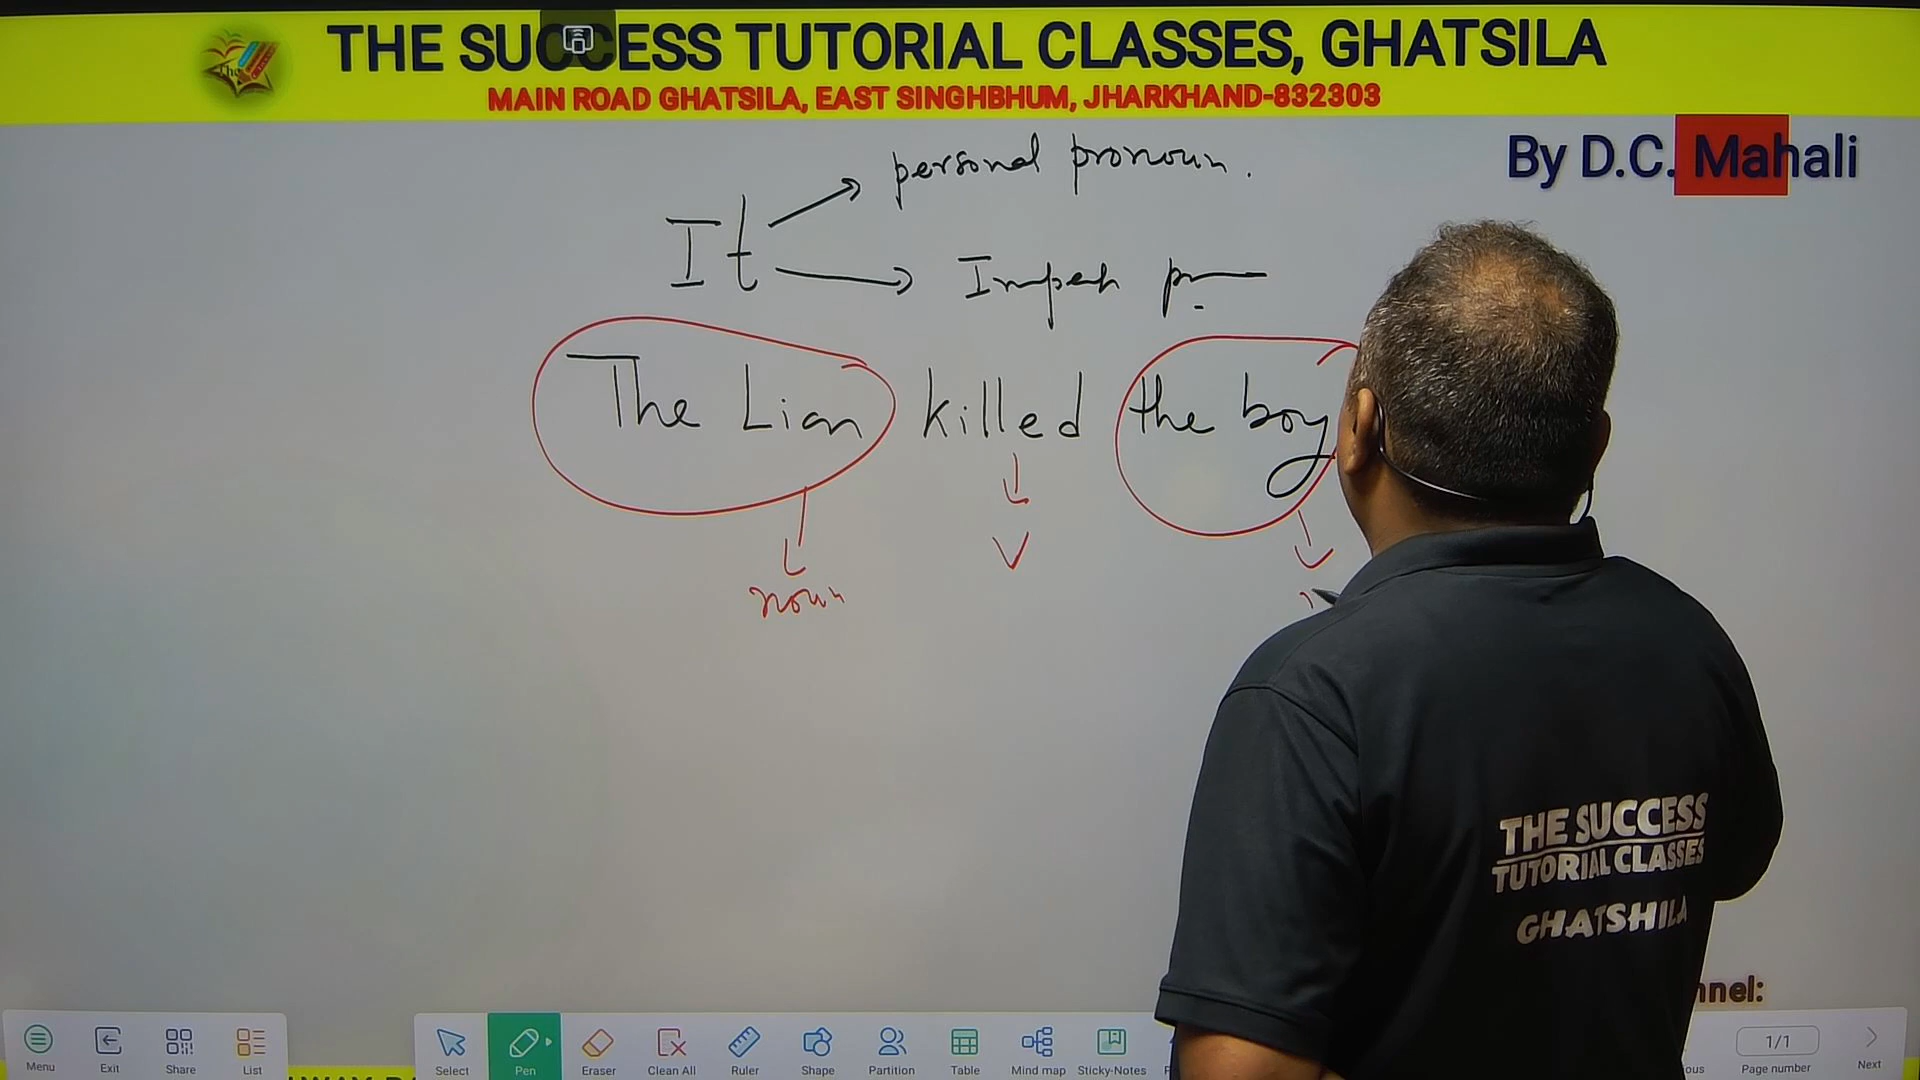 THE SUCCESS TUTORIAL CLASSES, GHATSILA
MAIN ROAD GHATSILA, EAST SINGHBHUM, JHARKHAND-832303
By D.C. Mahali
personal pronoun.
It
The Lion killed the boy
V
noun
THE SUCCESS
TUTORIAL CLASSES
GHATSHILA
nnel:
Menu Exit Share List Select Pen Eraser Clean All Ruler Shape Partition Table Mind map Sticky-Notes 1/1 Page number Next